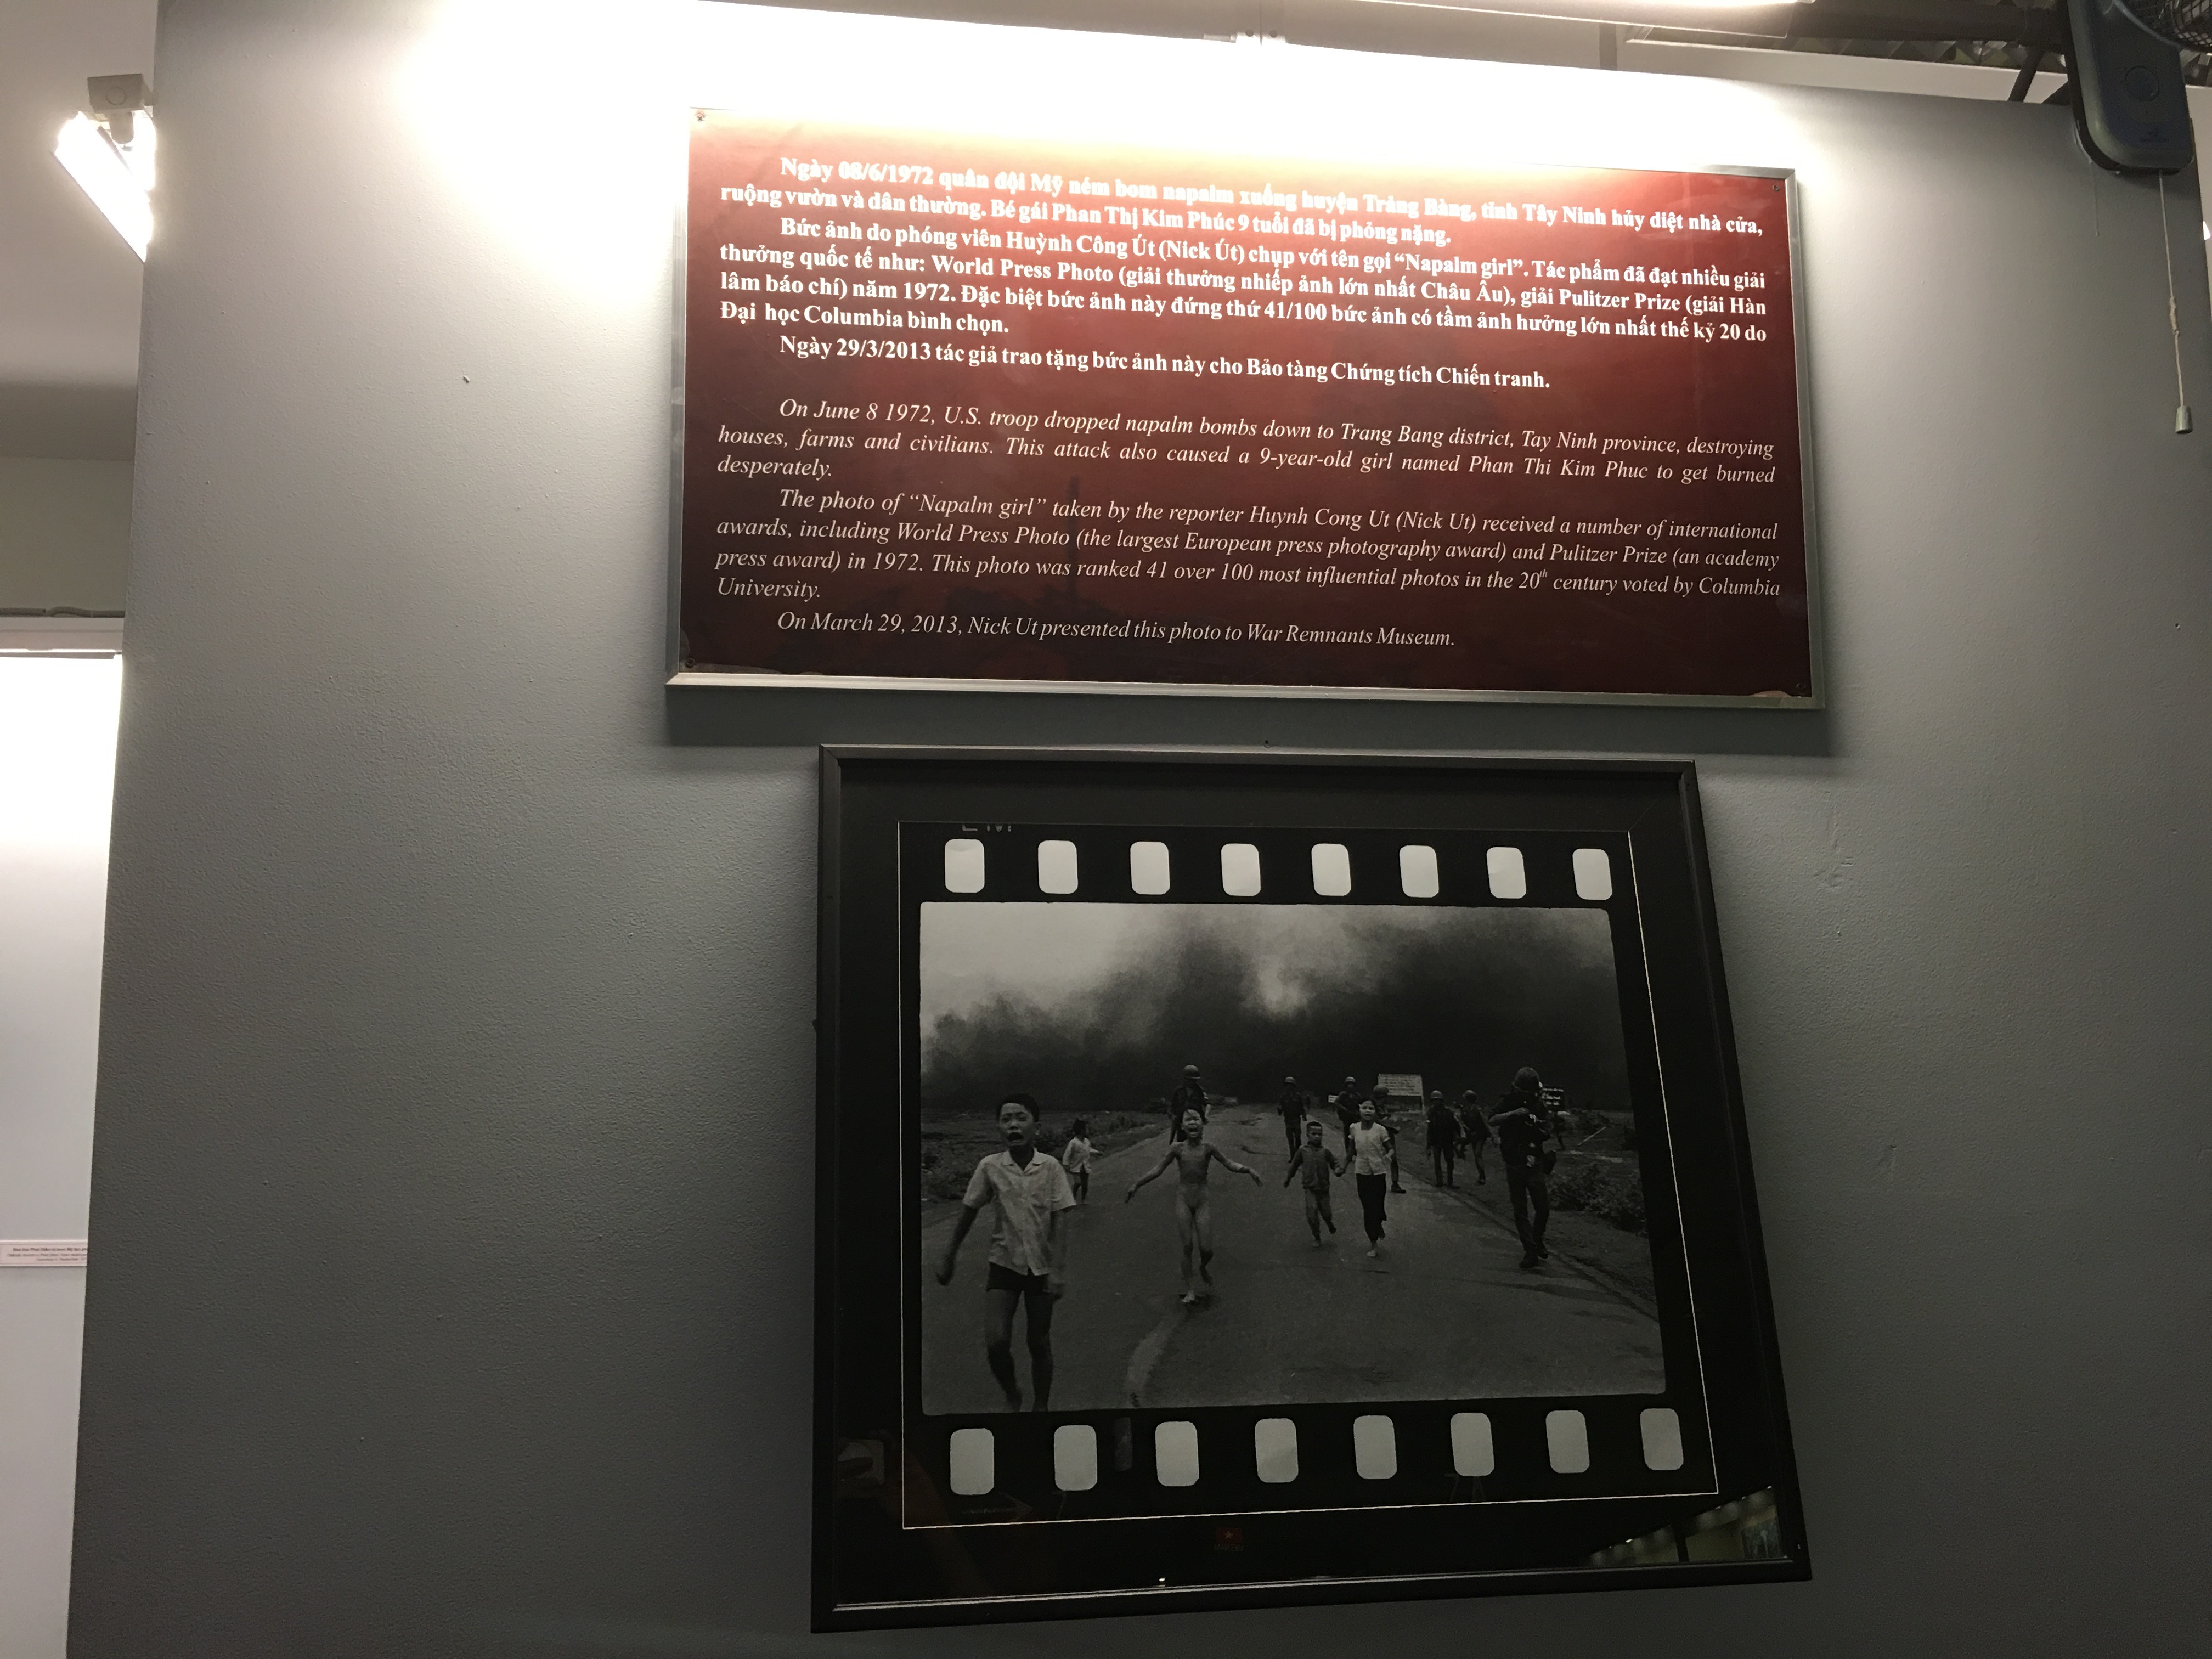 Ngày 08/6/1972 quân đội Mỹ ném bom napalm xuống huyện Trảng Bàng, tỉnh Tây Ninh hủy diệt nhà cửa,
ruộng vườn và dân thường. Bé gái Phan Thị Kim Phúc 9 tuổi đã bị phỏng nặng.
Bức ảnh do phóng viên Huỳnh Công Út (Nick Út) chụp với tên gọi “Napalm girl”. Tác phẩm đã đạt nhiều giải
thưởng quốc tế như: World Press Photo (giải thưởng nhiếp ảnh lớn nhất Châu Âu), giải Pulitzer Prize (giải Hàn
lâm báo chí) năm 1972. Đặc biệt bức ảnh này đứng thứ 41/100 bức ảnh có tầm ảnh hưởng lớn nhất thế kỷ 20 do
Đại học Columbia bình chọn.
Ngày 29/3/2013 tác giả trao tặng bức ảnh này cho Bảo tàng Chứng tích Chiến tranh.
On June 8 1972, U.S. troop dropped napalm bombs down to Trang Bang district, Tay Ninh province, destroying
houses, farms and civilians. This attack also caused a 9-year-old girl named Phan Thi Kim Phuc to get burned
desperately.
The photo of “Napalm girl” taken by the reporter Huynh Cong Ut (Nick Ut) received a number of international
awards, including World Press Photo (the largest European press photography award) and Pulitzer Prize (an academy
press award) in 1972. This photo was ranked 41 over 100 most influential photos in the 20th century voted by Columbia
University.
On March 29, 2013, Nick Ut presented this photo to War Remnants Museum.